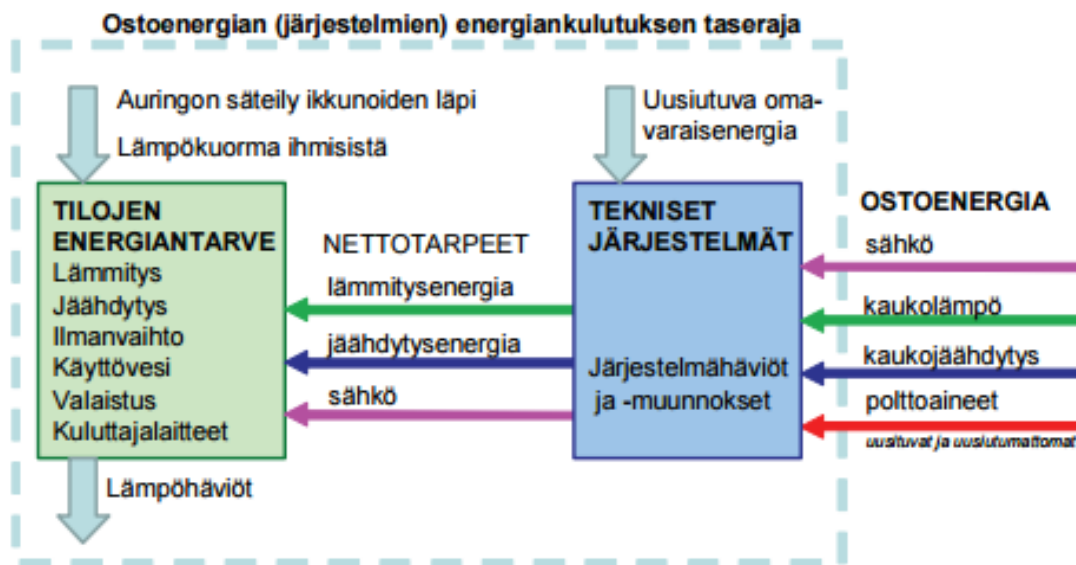 Ostoenergian (järjestelmien) energiankulutuksen taseraja
Auringon säteily ikkunoiden läpi
Lämpökuorma ihmisistä
Uusiutuva oma-
varaisenergia
TILOJEN
ENERGIANTARVE
Lämmitys
Jäähdytys
Ilmanvaihto
Käyttövesi
Valaistus
Kuluttajalaitteet
NETTOTARPEET
lämmitysenergia
jäähdytysenergia
sähkö
TEKNISET
JÄRJESTELMÄT
Järjestelmähäviöt
ja -muunnokset
OSTOENERGIA
sähkö
kaukolämpö
kaukojäähdytys
polttoaineet
uusituvat ja uusiutumattomat
Lämpöhäviöt